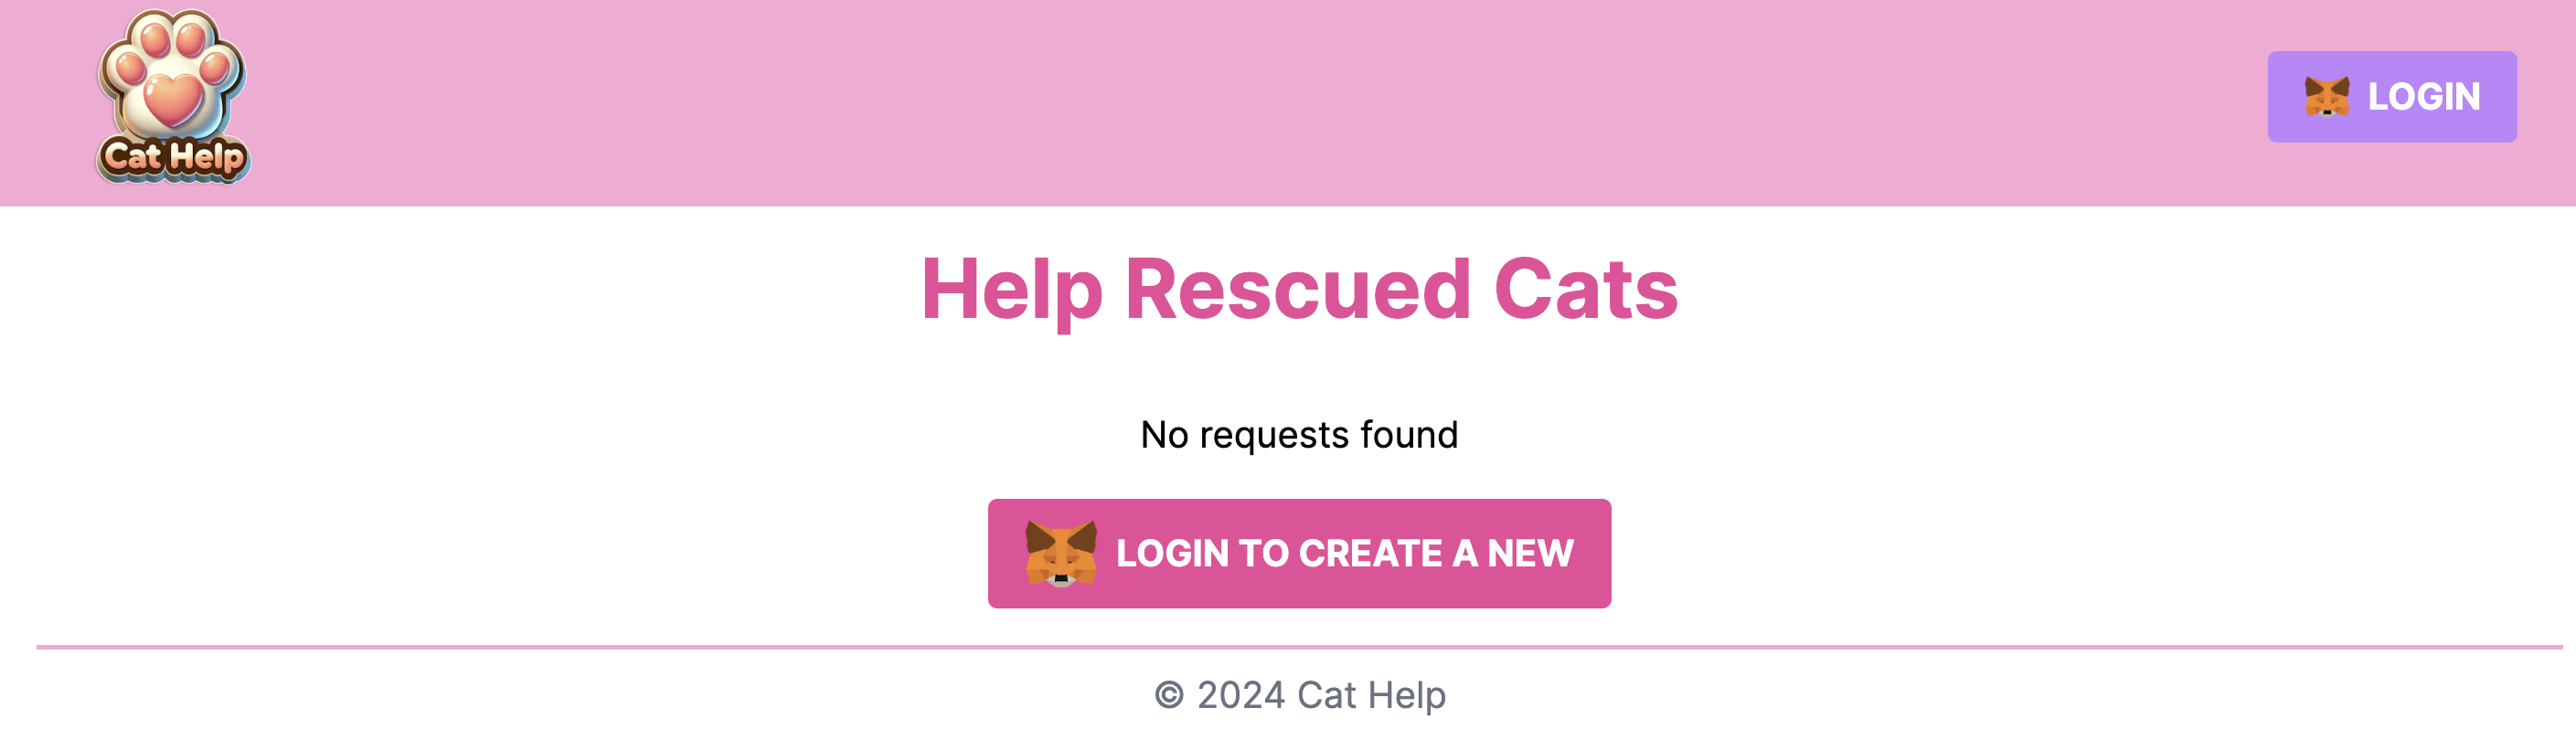 Cat Help
LOGIN
Help Rescued Cats
No requests found
LOGIN TO CREATE A NEW
© 2024 Cat Help